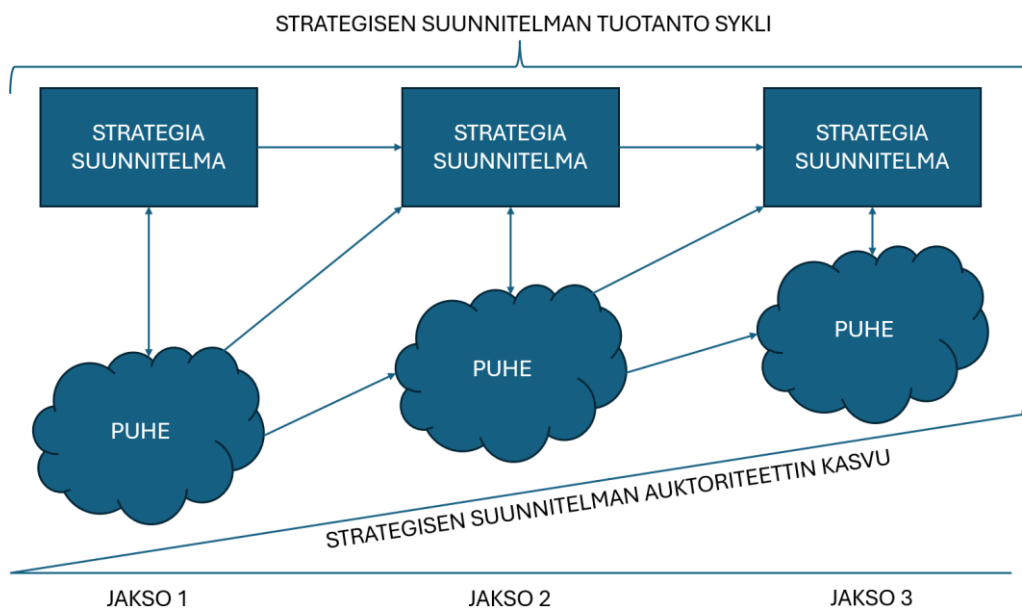 STRATEGISEN SUUNNITELMAN TUOTANTO SYKLI
STRATEGIA
SUUNNITELMA
STRATEGIA
SUUNNITELMA
STRATEGIA
SUUNNITELMA
PUHE
PUHE
PUHE
STRATEGISEN SUUNNITELMAN AUKTORITEETTIN KASVU
JAKSO 1
JAKSO 2
JAKSO 3